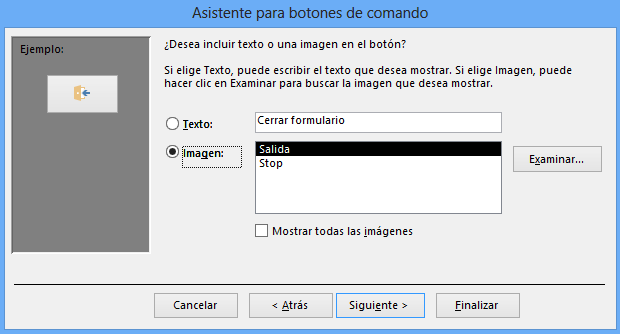 Asistente para botones de comando
Ejemplo:
¿Desea incluir texto o una imagen en el botón?
Si elige Texto, puede escribir el texto que desea mostrar. Si elige Imagen, puede
hacer clic en Examinar para buscar la imagen que desea mostrar.
Texto:
Cerrar formulario
Imagen:
Salida
Stop
Examinar...
Mostrar todas las imágenes
Cancelar
< Atrás
Siguiente >
Finalizar